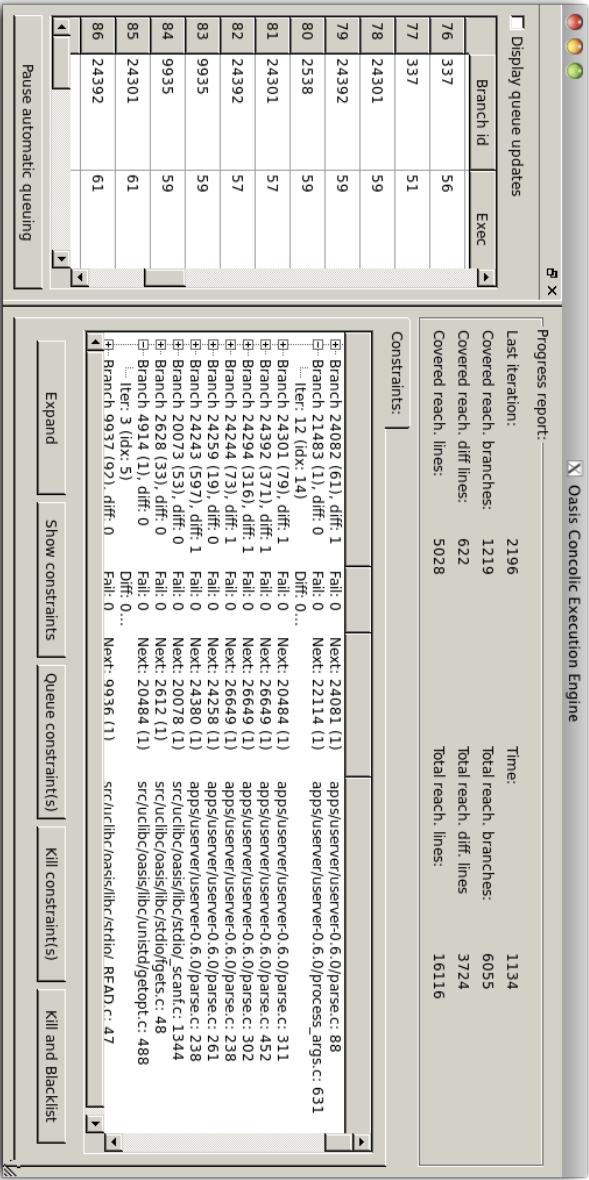 Oasis Concolic Execution Engine
Display queue updates
Branch id Exec
76 337 56
77 337 51
78 24301 59
79 24392 59
80 2538 59
81 24301 57
82 24392 57
83 9935 59
84 9935 59
85 24301 61
86 24392 61
Pause automatic queuing
Progress report:
Last iteration: 2196 Time: 1134
Covered reach. branches: 1219 Total reach. branches: 6055
Covered reach. diff lines: 622 Total reach. diff. lines 3724
Covered reach. lines: 5028 Total reach. lines: 16116
Constraints:
Branch 24082 (61), diff: 1 Fail: 0 Next: 24081 (1) apps/userver/userver-0.6.0/parse.c: 88
Branch 21483 (1), diff: 0 Fail: 0 Next: 22114 (1) apps/userver/userver-0.6.0/process_args.c: 631
Iter: 12 (idx: 14) Diff: 0...
Branch 24301 (79), diff: 1 Fail: 0 Next: 20484 (1) apps/userver/userver-0.6.0/parse.c: 311
Branch 24392 (371), diff: 1 Fail: 0 Next: 26649 (1) apps/userver/userver-0.6.0/parse.c: 452
Branch 24294 (316), diff: 1 Fail: 0 Next: 26649 (1) apps/userver/userver-0.6.0/parse.c: 302
Branch 24244 (73), diff: 1 Fail: 0 Next: 26649 (1) apps/userver/userver-0.6.0/parse.c: 238
Branch 24259 (19), diff: 0 Fail: 0 Next: 24258 (1) apps/userver/userver-0.6.0/parse.c: 261
Branch 24243 (597), diff: 1 Fail: 0 Next: 24380 (1) apps/userver/userver-0.6.0/parse.c: 238
Branch 20073 (53), diff: 0 Fail: 0 Next: 20078 (1) src/uclibc/oasis/libc/stdio/_scanf.c: 1344
Branch 2628 (33), diff: 0 Fail: 0 Next: 2612 (1) src/uclibc/oasis/libc/stdio/fgets.c: 48
Branch 4914 (1), diff: 0 Fail: 0 Next: 20484 (1) src/uclibc/oasis/libc/unistd/getopt.c: 488
Iter: 3 (idx: 5) Diff: 0...
Branch 9937 (92), diff: 0 Fail: 0 Next: 9936 (1) src/uclibc/oasis/libc/stdio/_READ.c: 47
Expand
Show constraints
Queue constraint(s)
Kill constraint(s)
Kill and Blacklist